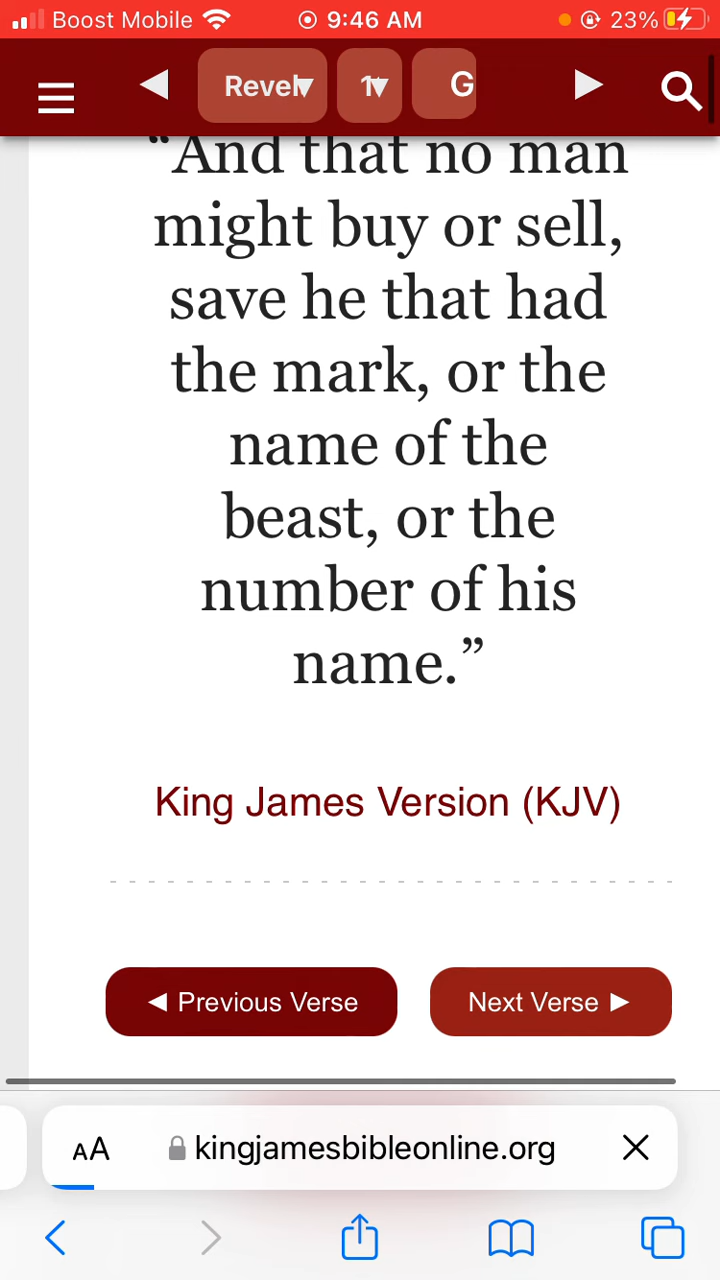 Boost Mobile 9:46 AM 23%
Revel 1 G
“And that no man
might buy or sell,
save he that had
the mark, or the
name of the
beast, or the
number of his
name.”
King James Version (KJV)
◀ Previous Verse Next Verse ▶
AA kingjamesbibleonline.org